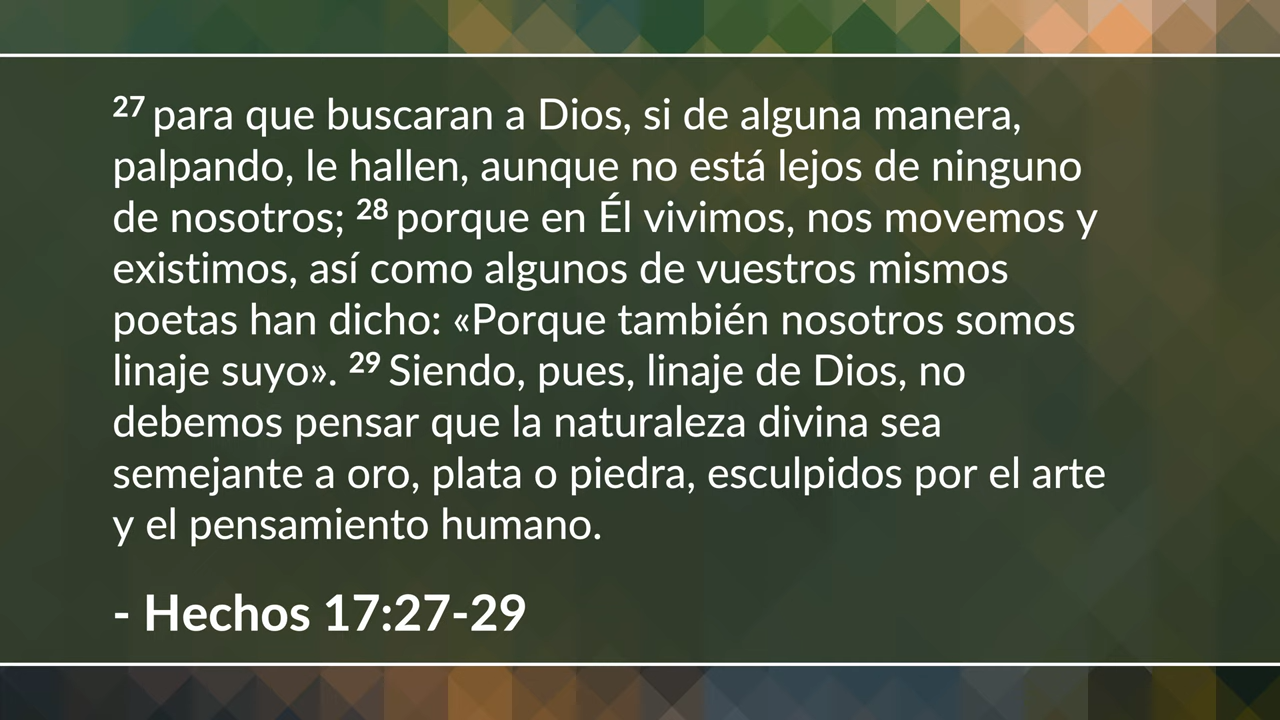 27 para que buscaran a Dios, si de alguna manera,
palpando, le hallen, aunque no está lejos de ninguno
de nosotros; 28 porque en Él vivimos, nos movemos y
existimos, así como algunos de vuestros mismos
poetas han dicho: «Porque también nosotros somos
linaje suyo». 29 Siendo, pues, linaje de Dios, no
debemos pensar que la naturaleza divina sea
semejante a oro, plata o piedra, esculpidos por el arte
y el pensamiento humano.
- Hechos 17:27-29